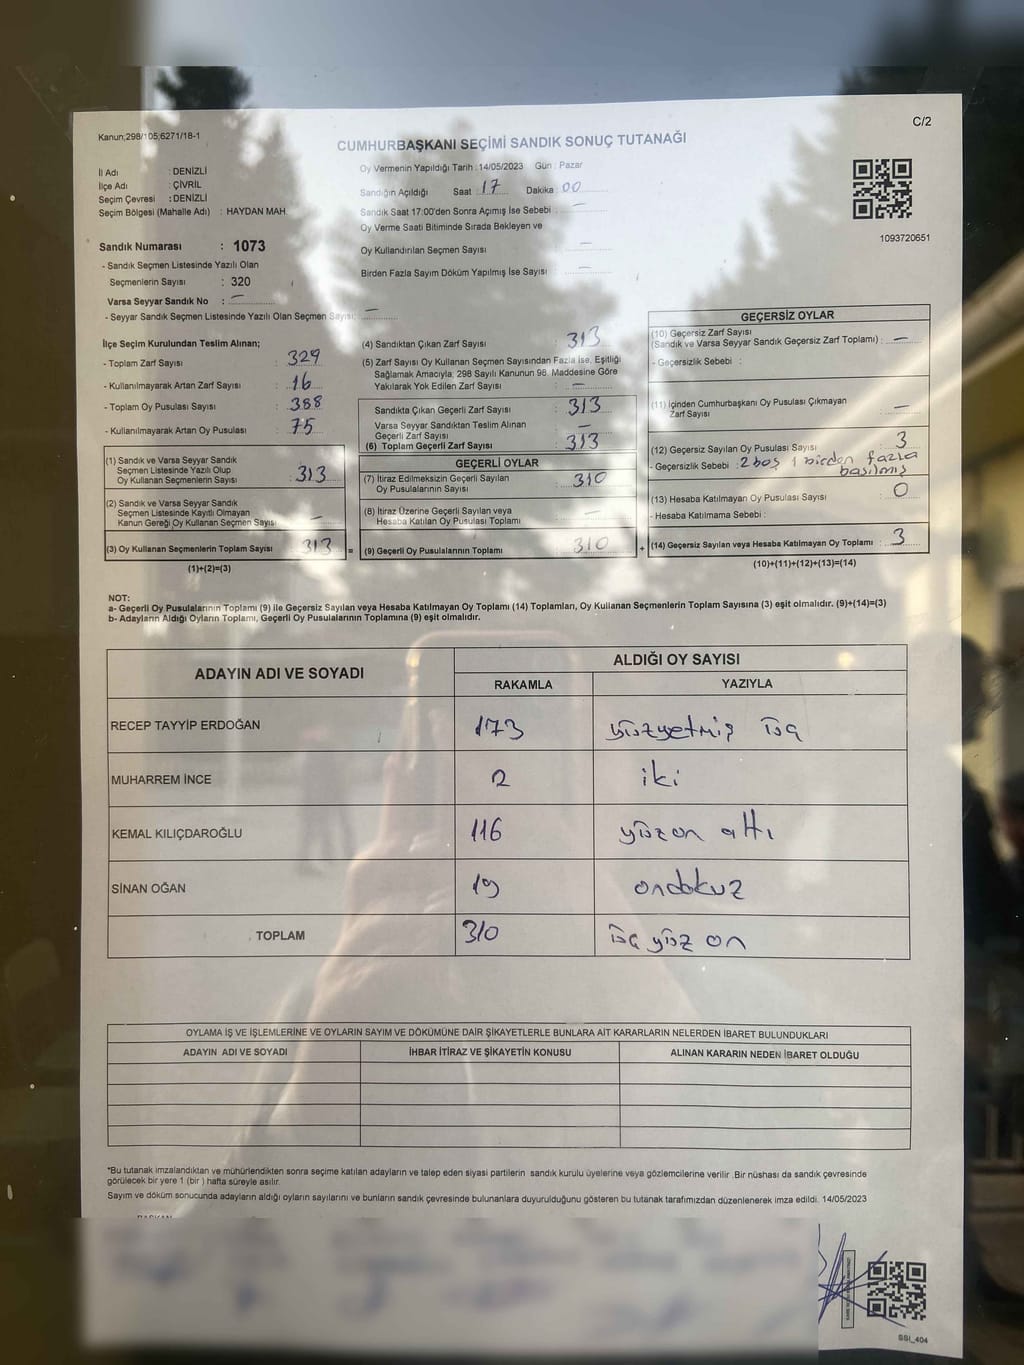 Kanun;298/105;6271/18-1
C/2
CUMHURBAŞKANI SEÇİMİ SANDIK SONUÇ TUTANAĞI
İl Adı : DENİZLİ
İlçe Adı : ÇİVRİL
Seçim Çevresi : DENİZLİ
Seçim Bölgesi (Mahalle Adı) : HAYDAN MAH.
Oy Vermenin Yapıldığı Tarih : 14/05/2023 Gün : Pazar
Sandığın Açıldığı Saat 17 Dakika : 00
Sandık Saat 17:00'den Sonra Açımış İse Sebebi : —
Oy Verme Saati Bitiminde Sırada Bekleyen ve
Oy Kullandırılan Seçmen Sayısı —
Birden Fazla Sayım Döküm Yapılmış İse Sayısı —
1093720651
Sandık Numarası : 1073
- Sandık Seçmen Listesinde Yazılı Olan
Seçmenlerin Sayısı : 320
Varsa Seyyar Sandık No : —
- Seyyar Sandık Seçmen Listesinde Yazılı Olan Seçmen Sayısı: —
İlçe Seçim Kurulundan Teslim Alınan;
- Toplam Zarf Sayısı : 329
- Kullanılmayarak Artan Zarf Sayısı : 16
- Toplam Oy Pusulası Sayısı : 388
- Kullanılmayarak Artan Oy Pusulası : 75
(1) Sandık ve Varsa Seyyar Sandık
Seçmen Listesinde Yazılı Olup
Oy Kullanan Seçmenlerin Sayısı : 313
(2) Sandık ve Varsa Seyyar Sandık
Seçmen Listesinde Kayıtlı Olmayan
Kanun Gereği Oy Kullanan Seçmen Sayısı —
(3) Oy Kullanan Seçmenlerin Toplam Sayısı : 313 =
(1)+(2)=(3)
(4) Sandıktan Çıkan Zarf Sayısı : 313
(5) Zarf Sayısı Oy Kullanan Seçmen Sayısından Fazla İse, Eşitliği
Sağlamak Amacıyla, 298 Sayılı Kanunun 98. Maddesine Göre
Yakılarak Yok Edilen Zarf Sayısı : —
Sandıkta Çıkan Geçerli Zarf Sayısı : 313
Varsa Seyyar Sandıktan Teslim Alınan
Geçerli Zarf Sayısı : —
(6) Toplam Geçerli Zarf Sayısı : 313
GEÇERLİ OYLAR
(7) İtiraz Edilmeksizin Geçerli Sayılan
Oy Pusulalarının Sayısı : 310
(8) İtiraz Üzerine Geçerli Sayılan veya
Hesaba Katılan Oy Pusulası Toplamı : —
(9) Geçerli Oy Pusulalarının Toplamı : 310 +
GEÇERSİZ OYLAR
(10) Geçersiz Zarf Sayısı
(Sandık ve Varsa Seyyar Sandık Geçersiz Zarf Toplamı) : —
- Geçersizlik Sebebi :
(11) İçinden Cumhurbaşkanı Oy Pusulası Çıkmayan
Zarf Sayısı : —
(12) Geçersiz Sayılan Oy Pusulası Sayısı : 3
- Geçersizlik Sebebi : 2 boş 1 birden fazla
basılmış
(13) Hesaba Katılmayan Oy Pusulası Sayısı : 0
- Hesaba Katılmama Sebebi :
(14) Geçersiz Sayılan veya Hesaba Katılmayan Oy Toplamı : 3
(10)+(11)+(12)+(13)=(14)
NOT:
a- Geçerli Oy Pusulalarının Toplamı (9) ile Geçersiz Sayılan veya Hesaba Katılmayan Oy Toplamı (14) Toplamları, Oy Kullanan Seçmenlerin Toplam Sayısına (3) eşit olmalıdır. (9)+(14)=(3)
b- Adayların Aldığı Oyların Toplamı, Geçerli Oy Pusulalarının Toplamına (9) eşit olmalıdır.
ADAYIN ADI VE SOYADI ALDIĞI OY SAYISI
RAKAMLA YAZIYLA
RECEP TAYYİP ERDOĞAN 173 yüzyetmiş üç
MUHARREM İNCE 2 iki
KEMAL KILIÇDAROĞLU 116 yüzon altı
SİNAN OĞAN 19 ondokuz
TOPLAM 310 üç yüz on
OYLAMA İŞ VE İŞLEMLERİNE VE OYLARIN SAYIM VE DÖKÜMÜNE DAİR ŞİKAYETLERLE BUNLARA AİT KARARLARIN NELERDEN İBARET BULUNDUKLARI
ADAYIN ADI VE SOYADI İHBAR İTİRAZ VE ŞİKAYETİN KONUSU ALINAN KARARIN NEDEN İBARET OLDUĞU
*Bu tutanak imzalandıktan ve mühürlendikten sonra seçime katılan adayların ve talep eden siyasi partilerin sandık kurulu üyelerine veya gözlemcilerine verilir .Bir nüshası da sandık çevresinde
görülecek bir yere 1 (bir ) hafta süreyle asılır.
Sayım ve döküm sonucunda adayların aldığı oyların sayılarını ve bunların sandık çevresinde bulunanlara duyurulduğunu gösteren bu tutanak tarafımızdan düzenlenerek imza edildi. 14/05/2023
SSI_404